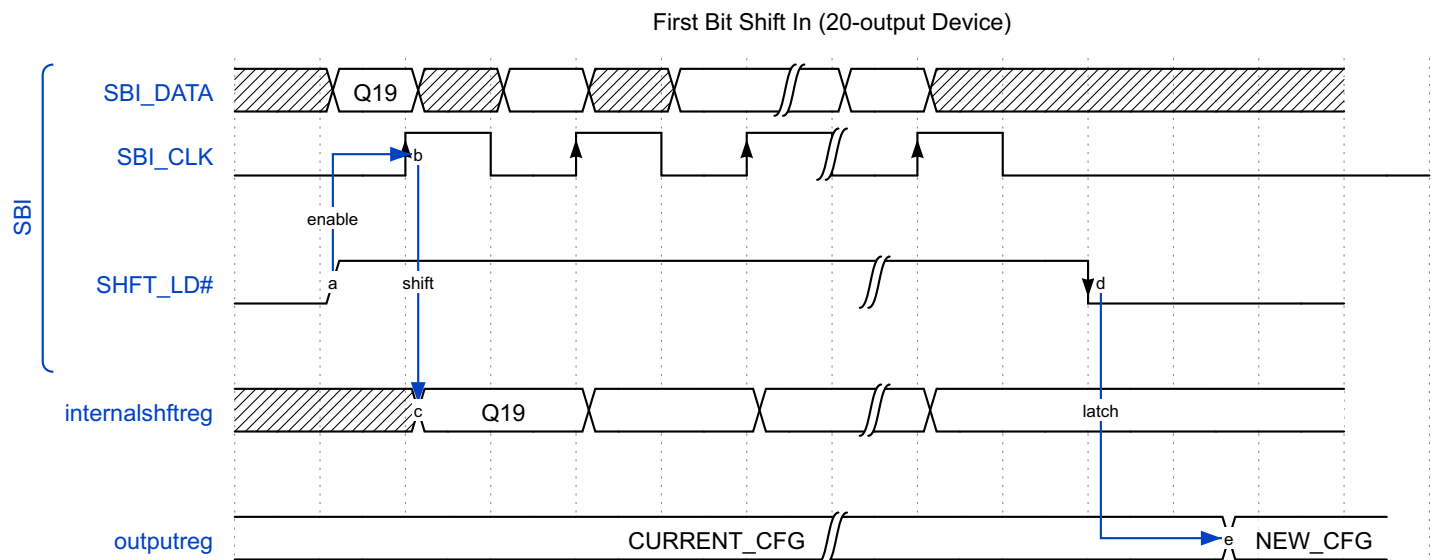 First Bit Shift In (20-output Device)
SBI
SBI_DATA
Q19
SBI_CLK
b
enable
SHFT_LD#
a
shift
d
internalshftreg
c
Q19
latch
outputreg
CURRENT_CFG
e
NEW_CFG